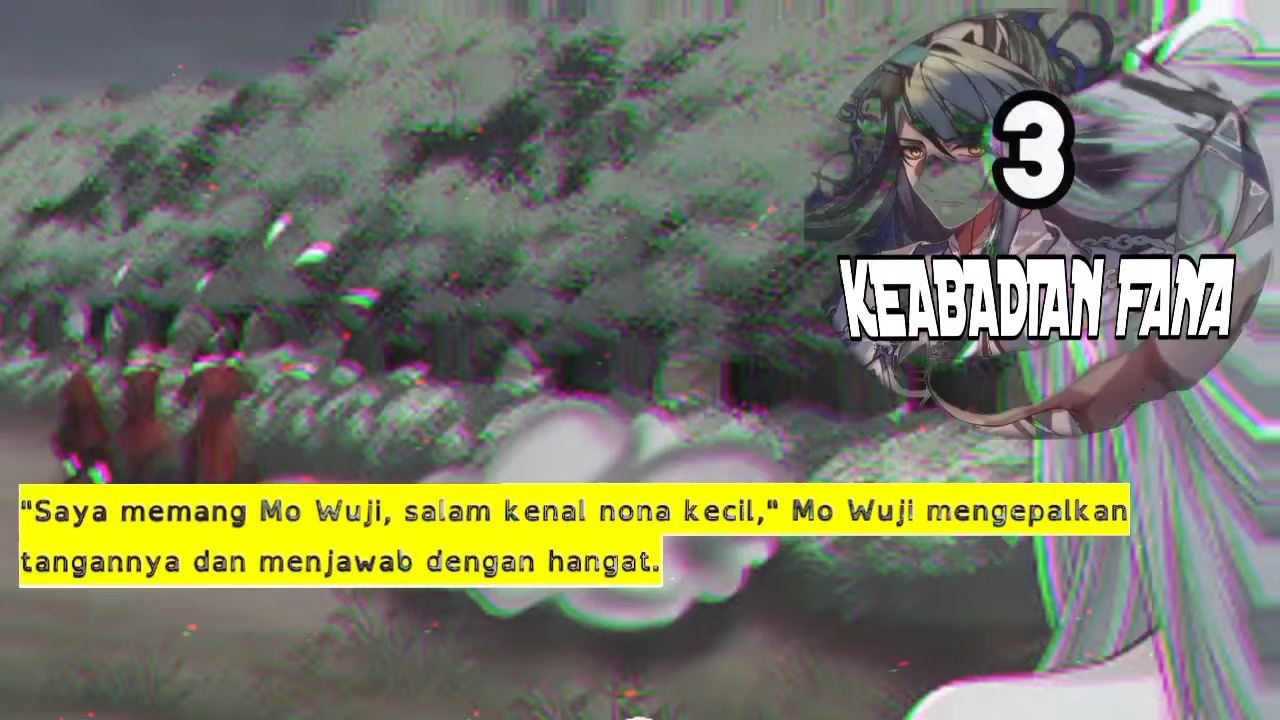 3
KEABADIAN FANA
"Saya memang Mo Wuji, salam kenal nona kecil," Mo Wuji mengepalkan
tangannya dan menjawab dengan hangat.